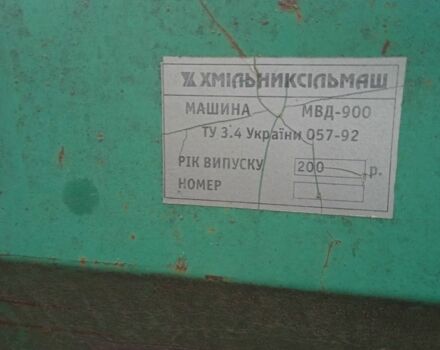 ХМІЛЬНИКСІЛЬМАШ
МАШИНА МВД-900
ТУ 3.4 України 057-92
РІК ВИПУСКУ 200 р.
НОМЕР